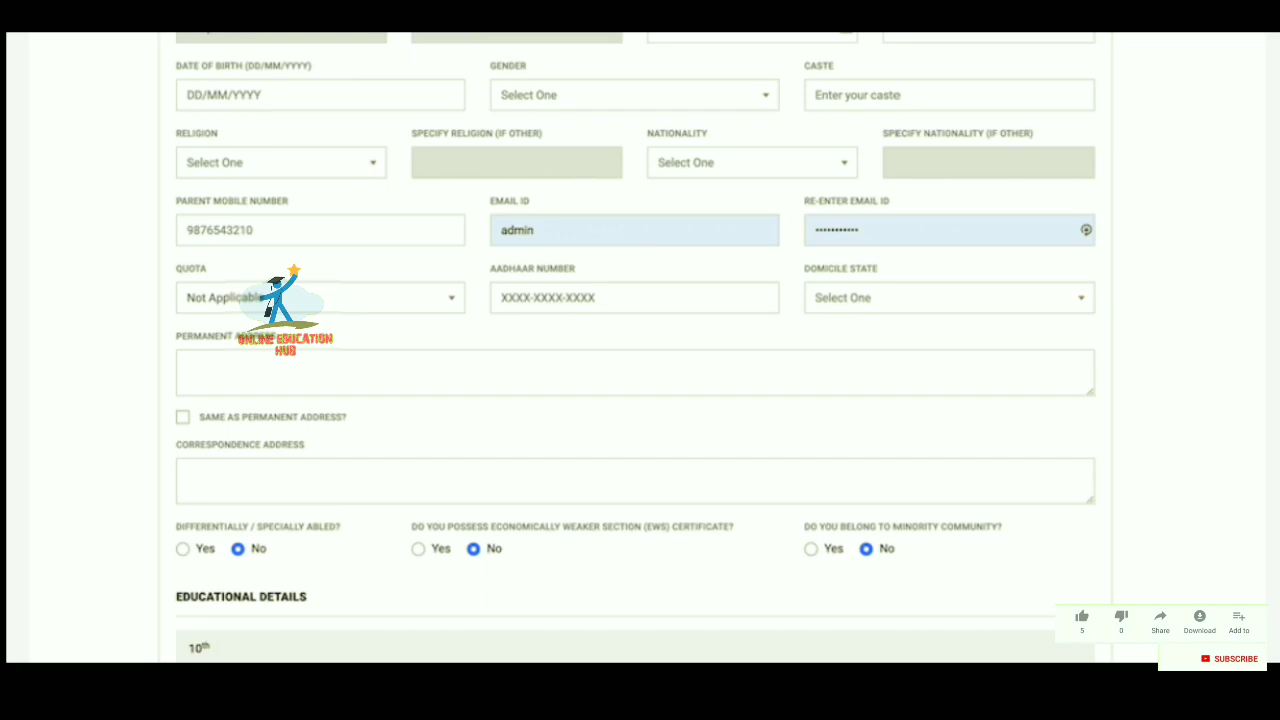 DATE OF BIRTH (DD/MM/YYYY) GENDER CASTE
DD/MM/YYYY Select One Enter your caste
RELIGION SPECIFY RELIGION (IF OTHER) NATIONALITY SPECIFY NATIONALITY (IF OTHER)
Select One Select One
PARENT MOBILE NUMBER EMAIL ID RE-ENTER EMAIL ID
9876543210 admin •••••••••••
QUOTA AADHAAR NUMBER DOMICILE STATE
Not Applicable XXXX-XXXX-XXXX Select One
PERMANENT
ONLINE EDUCATION
HUB
SAME AS PERMANENT ADDRESS?
CORRESPONDENCE ADDRESS
DIFFERENTIALLY / SPECIALLY ABLED? DO YOU POSSESS ECONOMICALLY WEAKER SECTION (EWS) CERTIFICATE? DO YOU BELONG TO MINORITY COMMUNITY?
Yes No Yes No Yes No
EDUCATIONAL DETAILS
10th
5 0 Share Download Add to
SUBSCRIBE